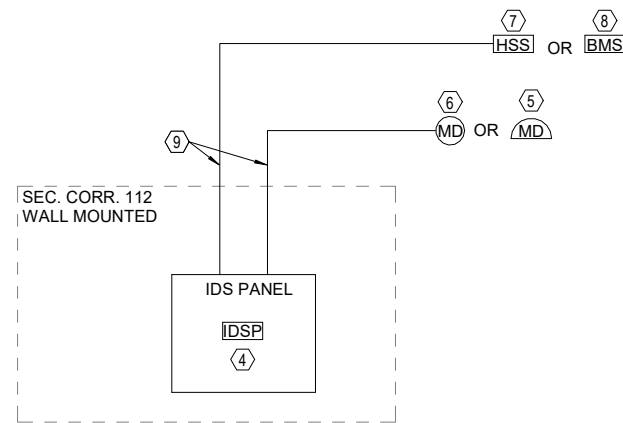 7 8
HSS OR BMS
6 5
MD OR MD
9
SEC. CORR. 112
WALL MOUNTED
IDS PANEL
IDSP
4